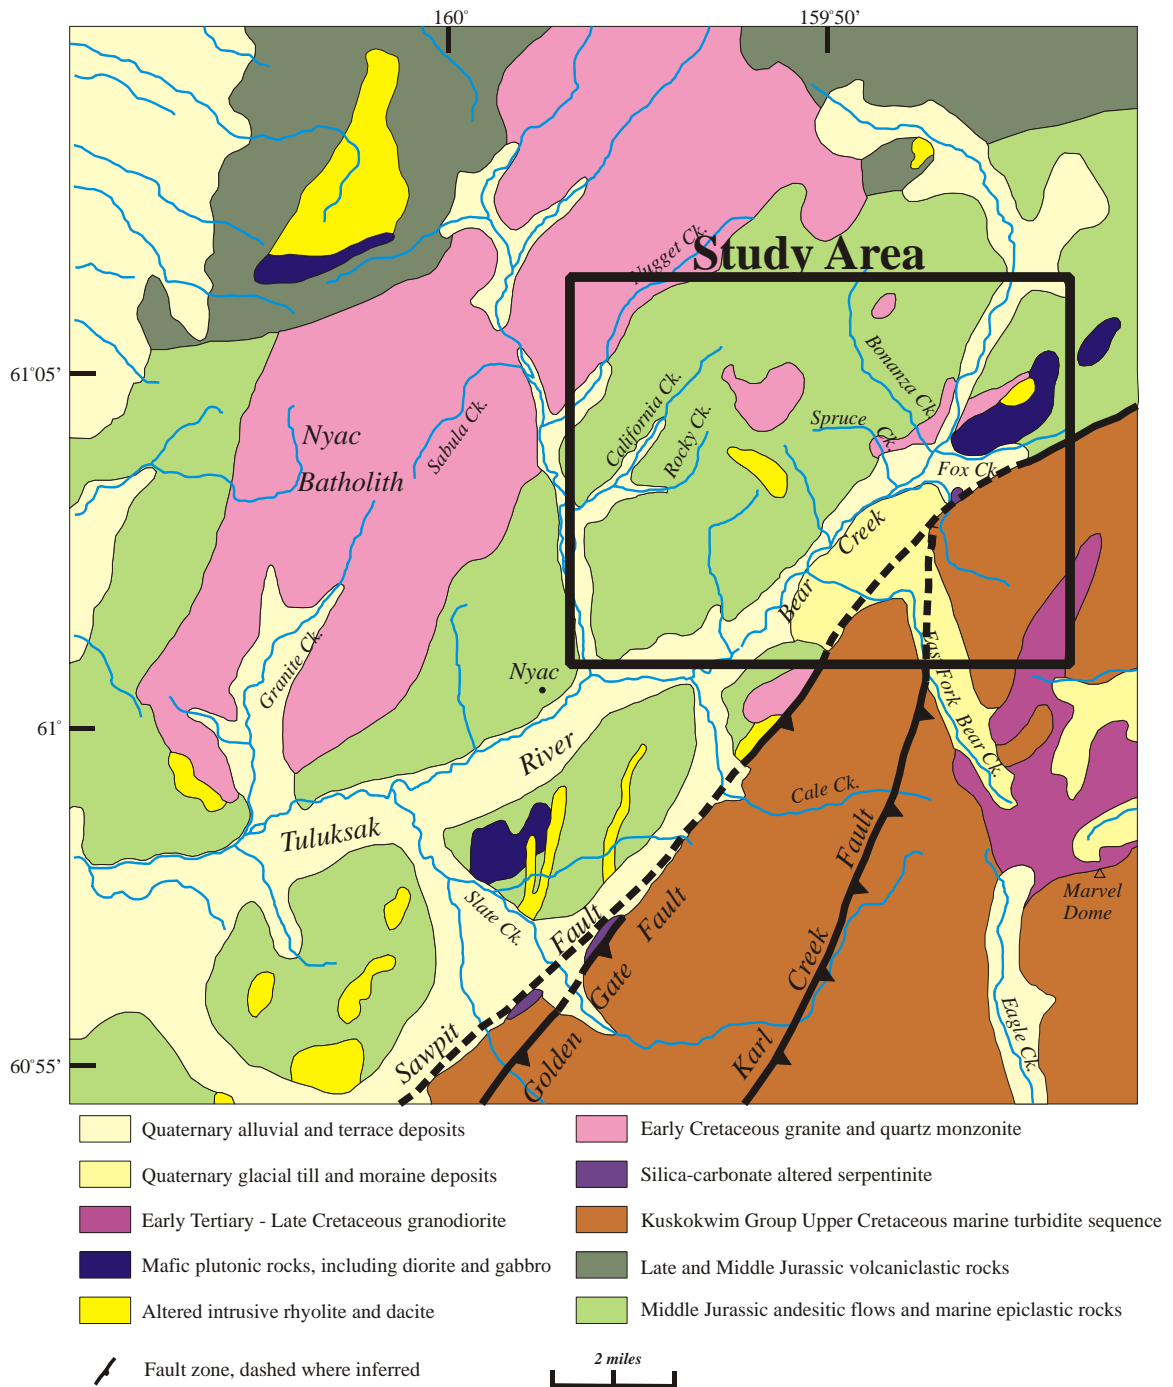 160°
159°50’
Nugget Ck.
Study Area
61°05’
Bonanza Ck.
California Ck.
Sabula Ck.
Rocky Ck.
Spruce Ck.
Nyac
Batholith
Fox Ck.
Creek
Bear
Granite Ck.
East Fork Bear Ck.
Nyac
61°
River
Cale Ck.
Tuluksak
Fault
Marvel
Dome
Slate Ck.
Fault
Fault
Creek
Gate
Eagle Ck.
Sawpit
Karl
Golden
60°55’
Quaternary alluvial and terrace deposits
Early Cretaceous granite and quartz monzonite
Quaternary glacial till and moraine deposits
Silica-carbonate altered serpentinite
Early Tertiary - Late Cretaceous granodiorite
Kuskokwim Group Upper Cretaceous marine turbidite sequence
Mafic plutonic rocks, including diorite and gabbro
Late and Middle Jurassic volcaniclastic rocks
Altered intrusive rhyolite and dacite
Middle Jurassic andesitic flows and marine epiclastic rocks
Fault zone, dashed where inferred
2 miles